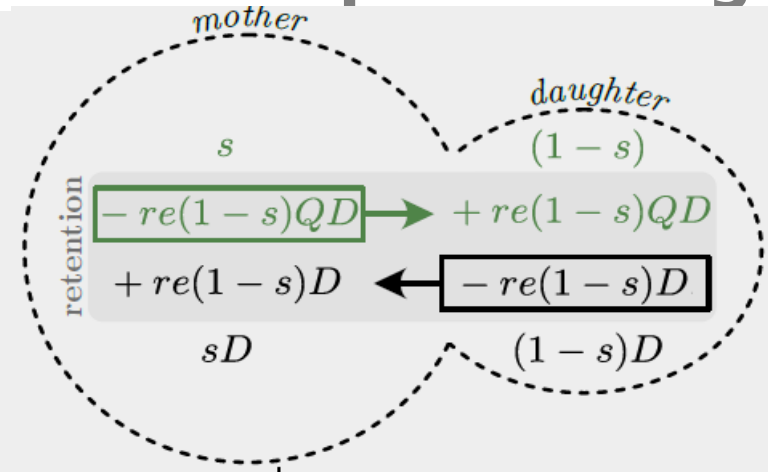 mother
daughter
s (1 − s)
retention
− re(1 − s)QD + re(1 − s)QD
+ re(1 − s)D − re(1 − s)D
sD (1 − s)D